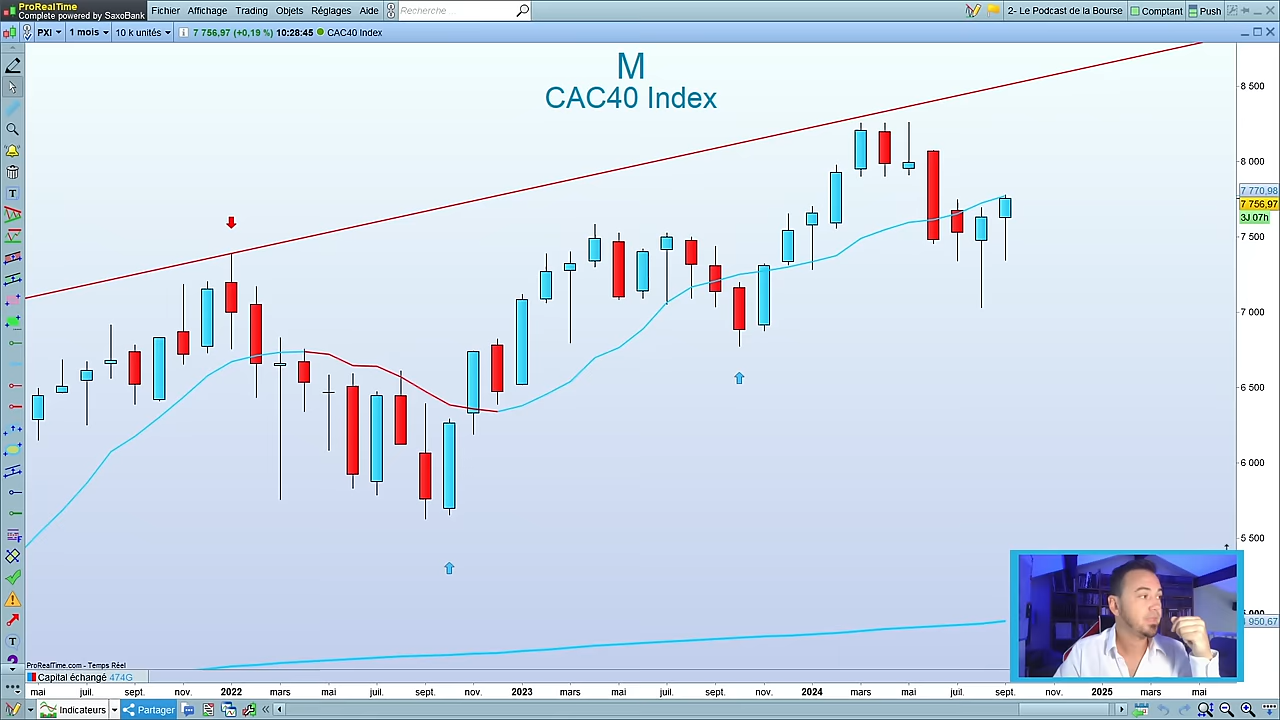 ProRealTime
Complete powered by SaxoBank
Fichier Affichage Trading Objets Réglages Aide Recherche 2- Le Podcast de la Bourse Comptant Push
PXI 1 mois 10 k unités 7 756,97 (+0,19 %) 10:28:45 CAC40 Index
M
CAC40 Index
8 500
8 000
7 770,98
7 756,97
3J 07h
7 500
7 000
6 500
6 000
5 500
950,67
ProRealTime.com - Temps Réel
Capital échangé 474G
mai juil. sept. nov. 2022 mars mai juil. sept. nov. 2023 mars mai juil. sept. nov. 2024 mars mai juil. sept. nov. 2025 mars mai
Indicateurs Partager